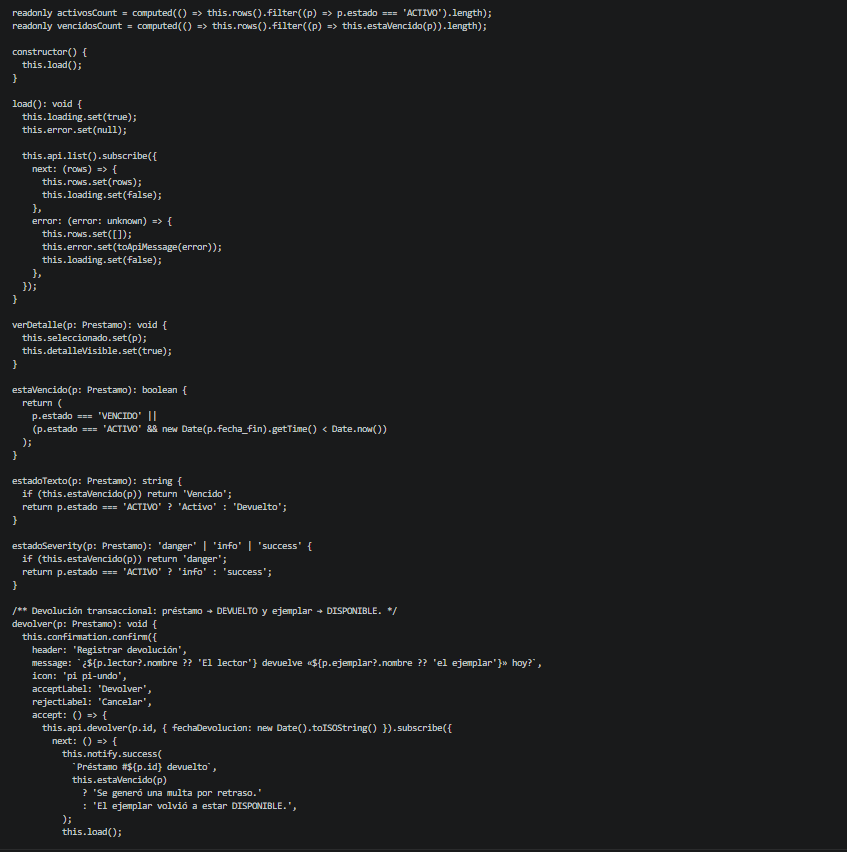 readonly activosCount = computed(() => this.rows().filter((p) => p.estado === 'ACTIVO').length);
readonly vencidosCount = computed(() => this.rows().filter((p) => this.estaVencido(p)).length);

constructor() {
  this.load();
}

load(): void {
  this.loading.set(true);
  this.error.set(null);

  this.api.list().subscribe({
    next: (rows) => {
      this.rows.set(rows);
      this.loading.set(false);
    },
    error: (error: unknown) => {
      this.rows.set([]);
      this.error.set(toApiMessage(error));
      this.loading.set(false);
    },
  });
}

verDetalle(p: Prestamo): void {
  this.seleccionado.set(p);
  this.detalleVisible.set(true);
}

estaVencido(p: Prestamo): boolean {
  return (
    p.estado === 'VENCIDO' ||
    (p.estado === 'ACTIVO' && new Date(p.fecha_fin).getTime() < Date.now())
  );
}

estadoTexto(p: Prestamo): string {
  if (this.estaVencido(p)) return 'Vencido';
  return p.estado === 'ACTIVO' ? 'Activo' : 'Devuelto';
}

estadoSeverity(p: Prestamo): 'danger' | 'info' | 'success' {
  if (this.estaVencido(p)) return 'danger';
  return p.estado === 'ACTIVO' ? 'info' : 'success';
}

/** Devolución transaccional: préstamo → DEVUELTO y ejemplar → DISPONIBLE. */
devolver(p: Prestamo): void {
  this.confirmation.confirm({
    header: 'Registrar devolución',
    message: `¿${p.lector?.nombre ?? 'El lector'} devuelve «${p.ejemplar?.nombre ?? 'el ejemplar'}» hoy?`,
    icon: 'pi pi-undo',
    acceptLabel: 'Devolver',
    rejectLabel: 'Cancelar',
    accept: () => {
      this.api.devolver(p.id, { fechaDevolucion: new Date().toISOString() }).subscribe({
        next: () => {
          this.notify.success(
            `Préstamo #${p.id} devuelto`,
            this.estaVencido(p)
              ? 'Se generó una multa por retraso.'
              : 'El ejemplar volvió a estar DISPONIBLE.',
          );
          this.load();